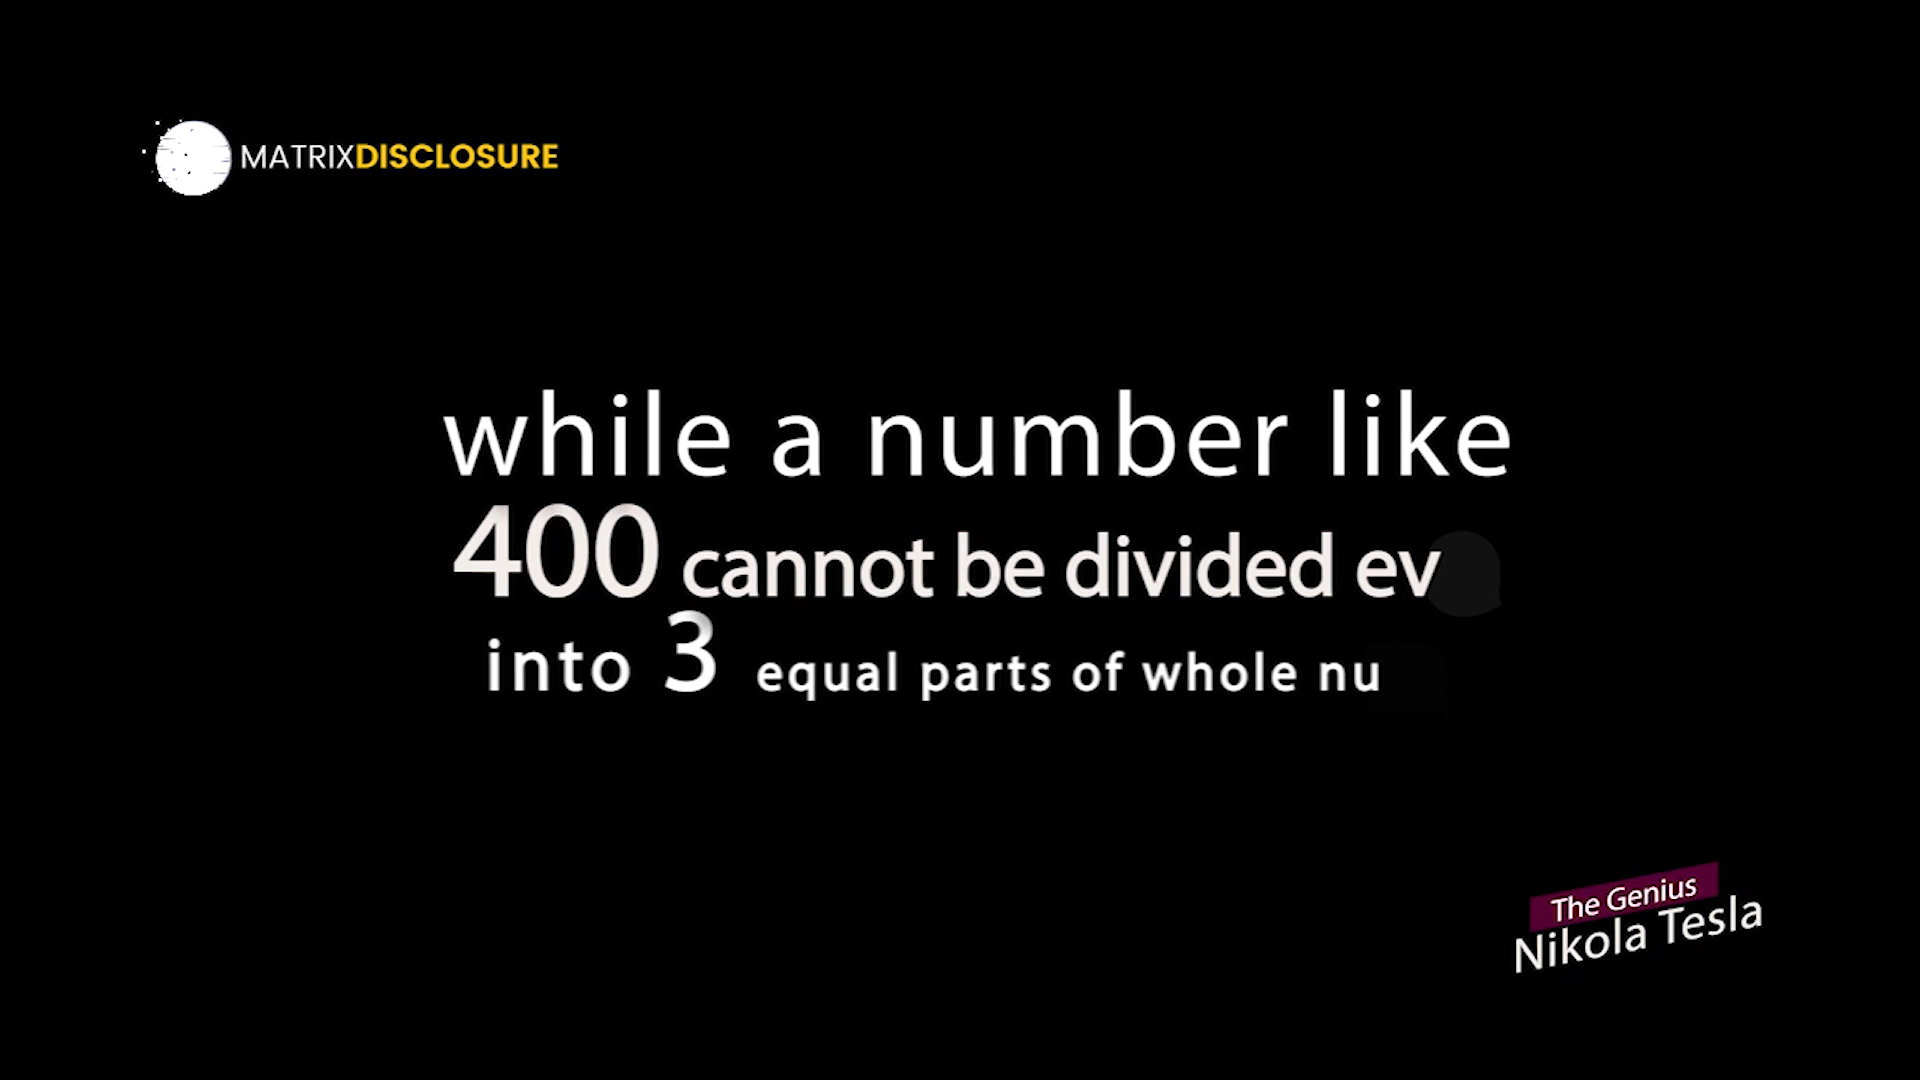 MATRIXDISCLOSURE
while a number like
400 cannot be divided ev
into 3 equal parts of whole nu
The Genius
Nikola Tesla